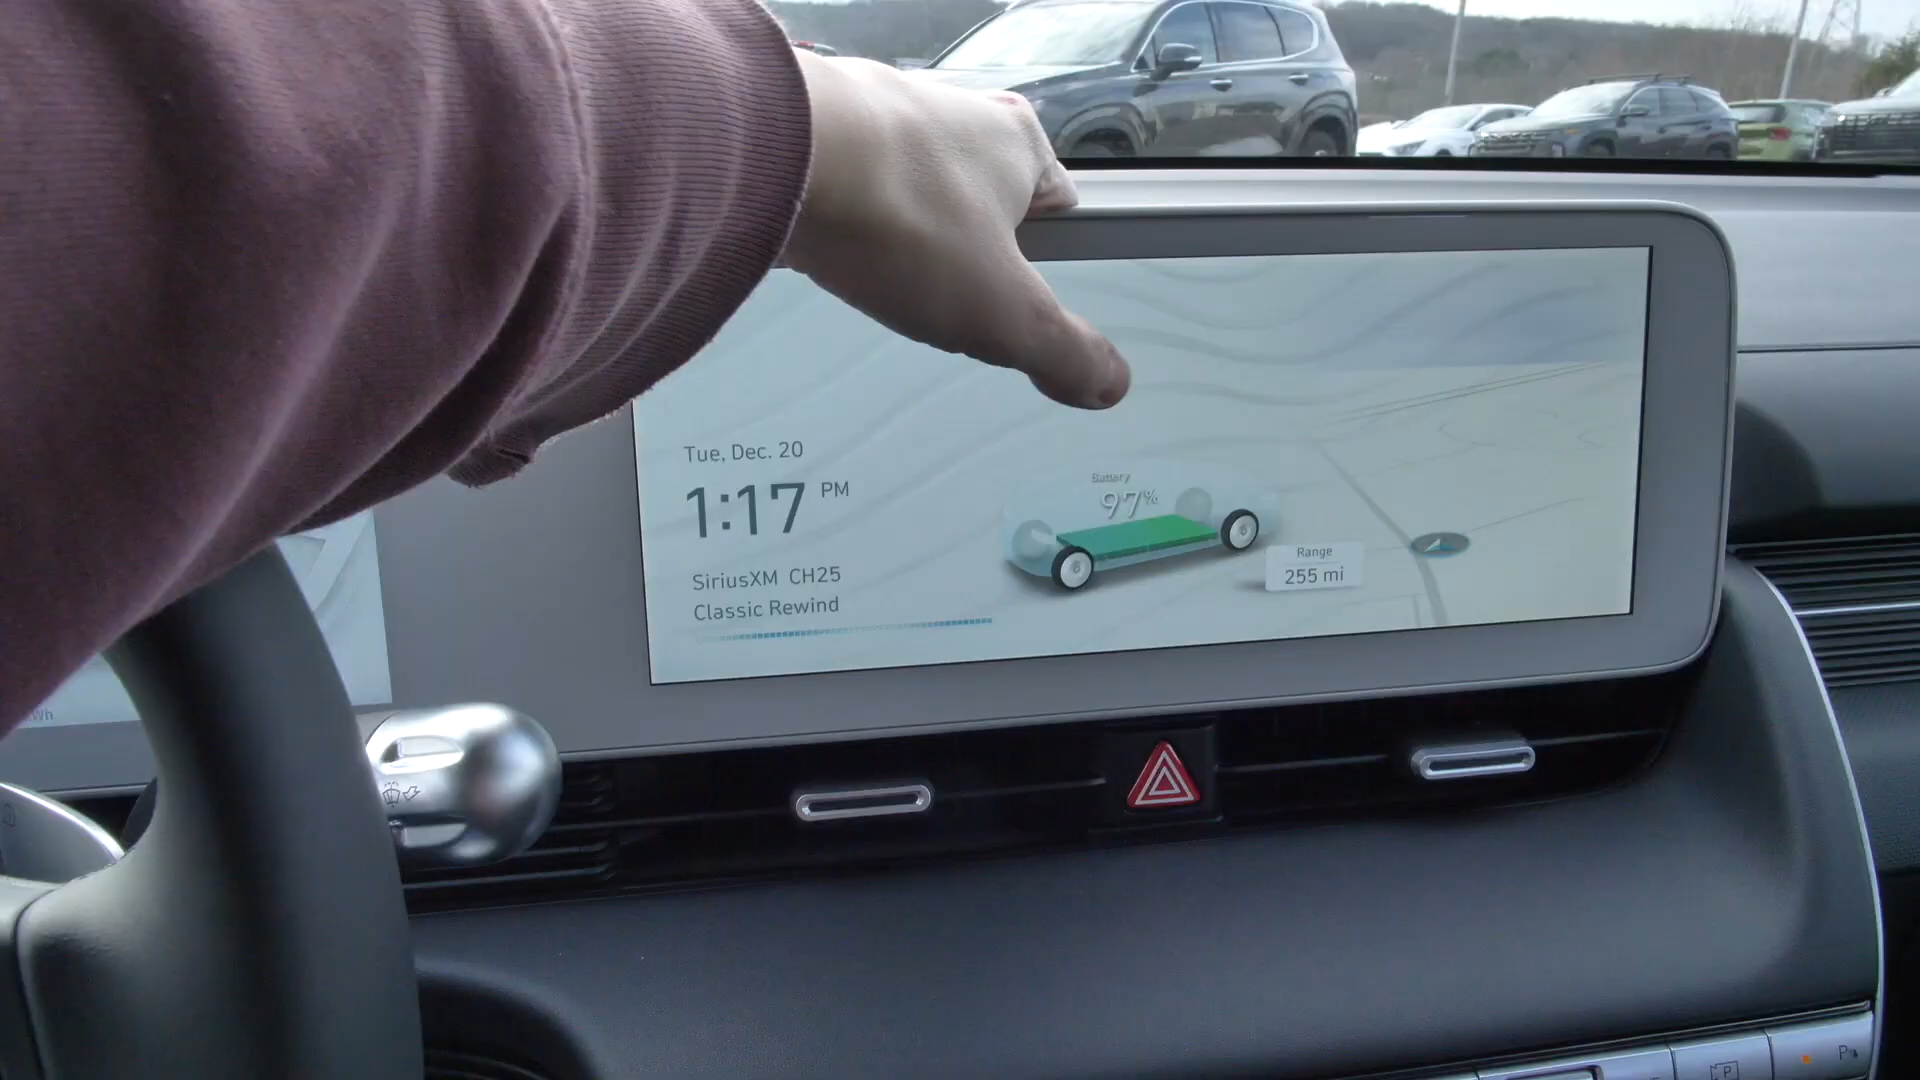 Tue, Dec. 20
1:17 PM
SiriusXM CH25
Classic Rewind
Battery
97%
Range
255 mi
P
P